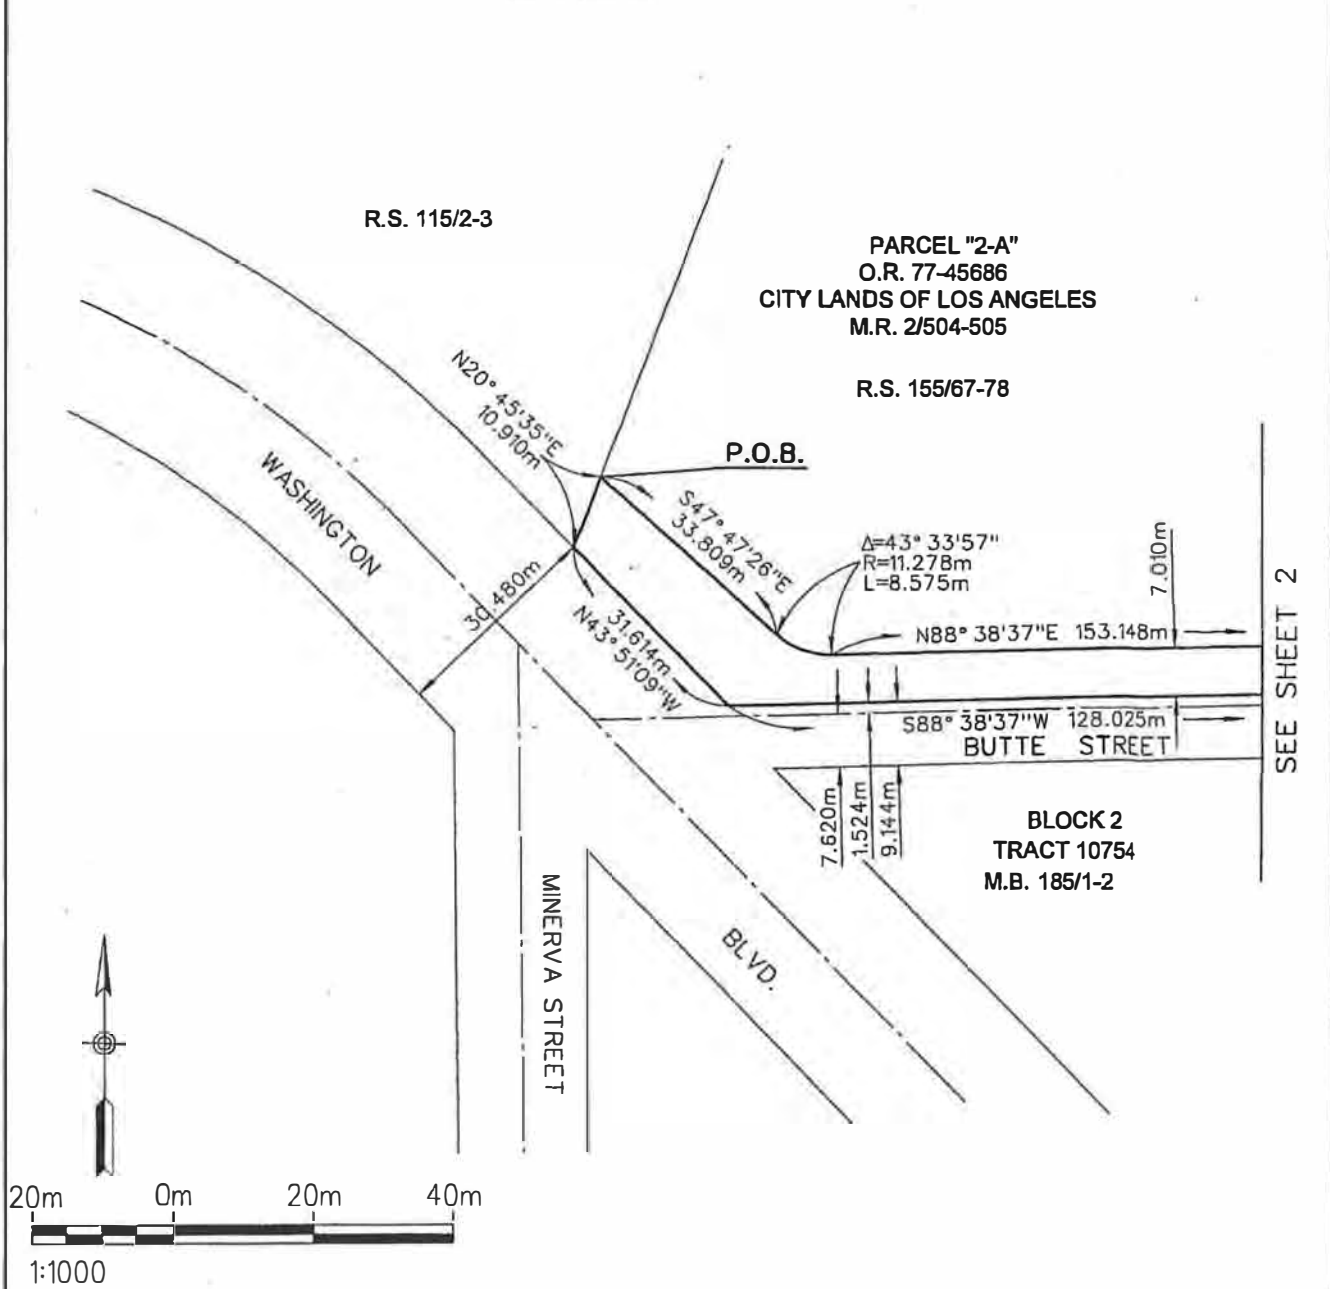 R.S. 115/2-3
PARCEL "2-A"
O.R. 77-45686
CITY LANDS OF LOS ANGELES
M.R. 2/504-505
R.S. 155/67-78
N20° 45'35"E
10.910m
P.O.B.
WASHINGTON
S47° 47'26"E
33.809m
Δ=43° 33'57"
R=11.278m
L=8.575m
7.010m
30.480m
31.614m
N43° 51'09"W
N88° 38'37"E 153.148m
SEE SHEET 2
S88° 38'37"W 128.025m
BUTTE STREET
7.620m
1.524m
9.144m
BLOCK 2
TRACT 10754
M.B. 185/1-2
MINERVA STREET
BLVD.
20m 0m 20m 40m
1:1000